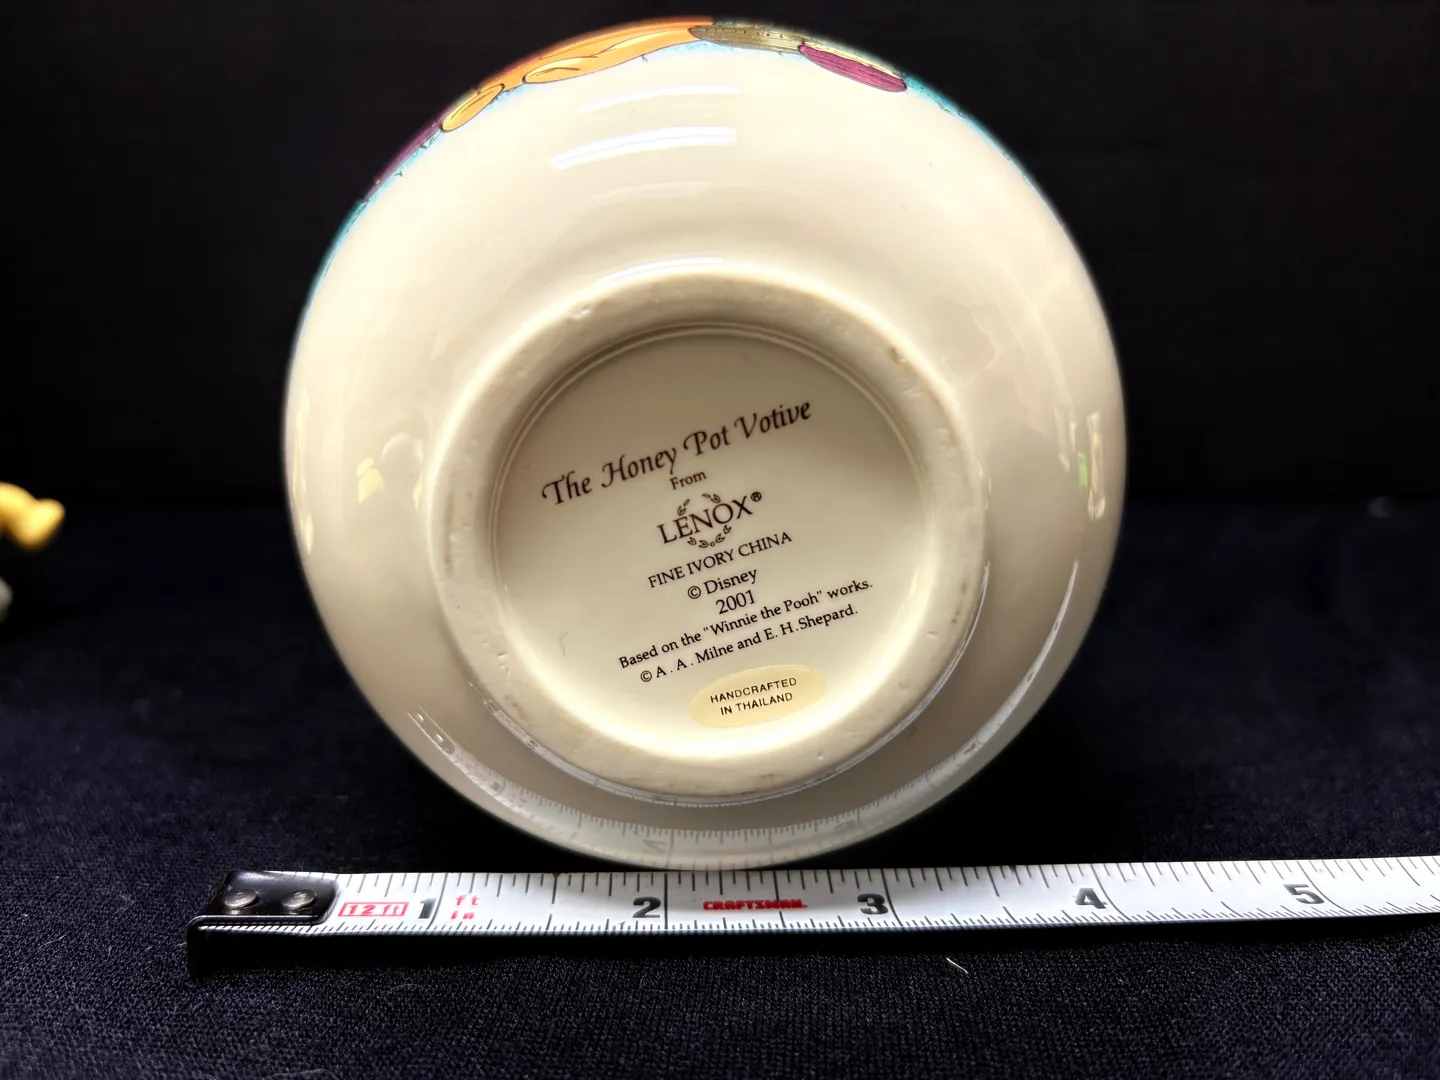 The Honey Pot Votive
From
LENOX®
FINE IVORY CHINA
© Disney
2001
Based on the "Winnie the Pooh" works.
© A. A. Milne and E. H. Shepard.
HANDCRAFTED
IN THAILAND
12 ft 1 ft 2 CRAFTSMAN. 3 4 5
in